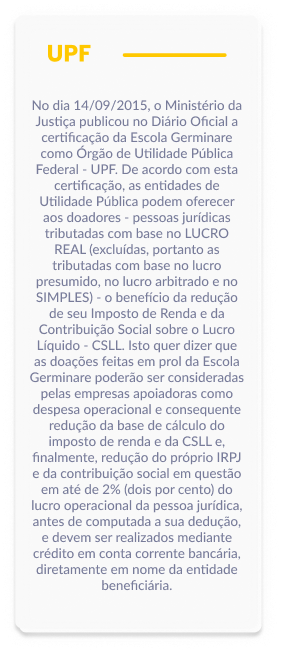 UPF
No dia 14/09/2015, o Ministério da
Justiça publicou no Diário Oficial a
certificação da Escola Germinare
como Órgão de Utilidade Pública
Federal - UPF. De acordo com esta
certificação, as entidades de
Utilidade Pública podem oferecer
aos doadores - pessoas jurídicas
tributadas com base no LUCRO
REAL (excluídas, portanto as
tributadas com base no lucro
presumido, no lucro arbitrado e no
SIMPLES) - o benefício da redução
de seu Imposto de Renda e da
Contribuição Social sobre o Lucro
Líquido - CSLL. Isto quer dizer que
as doações feitas em prol da Escola
Germinare poderão ser consideradas
pelas empresas apoiadoras como
despesa operacional e consequente
redução da base de cálculo do
imposto de renda e da CSLL e,
finalmente, redução do próprio IRPJ
e da contribuição social em questão
em até de 2% (dois por cento) do
lucro operacional da pessoa jurídica,
antes de computada a sua dedução,
e devem ser realizados mediante
crédito em conta corrente bancária,
diretamente em nome da entidade
beneficiária.